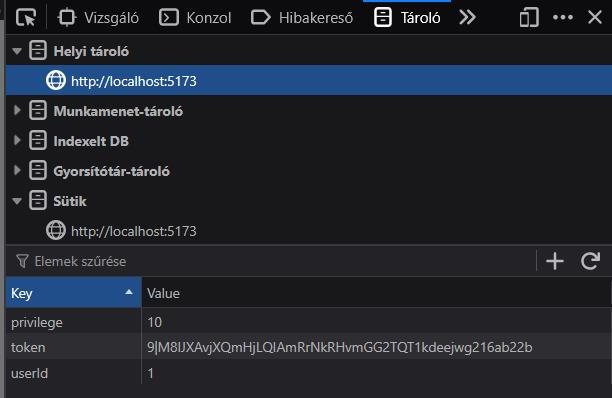 Vizsgáló Konzol Hibakereső Tároló
Helyi tároló
http://localhost:5173
Munkamenet-tároló
Indexelt DB
Gyorsítótár-tároló
Sütik
http://localhost:5173
Elemek szűrése
Key Value
privilege 10
token 9|M8IJXAvjXQmHjLQIAmRrNkRHvmGG2TQT1kdeejwg216ab22b
userId 1